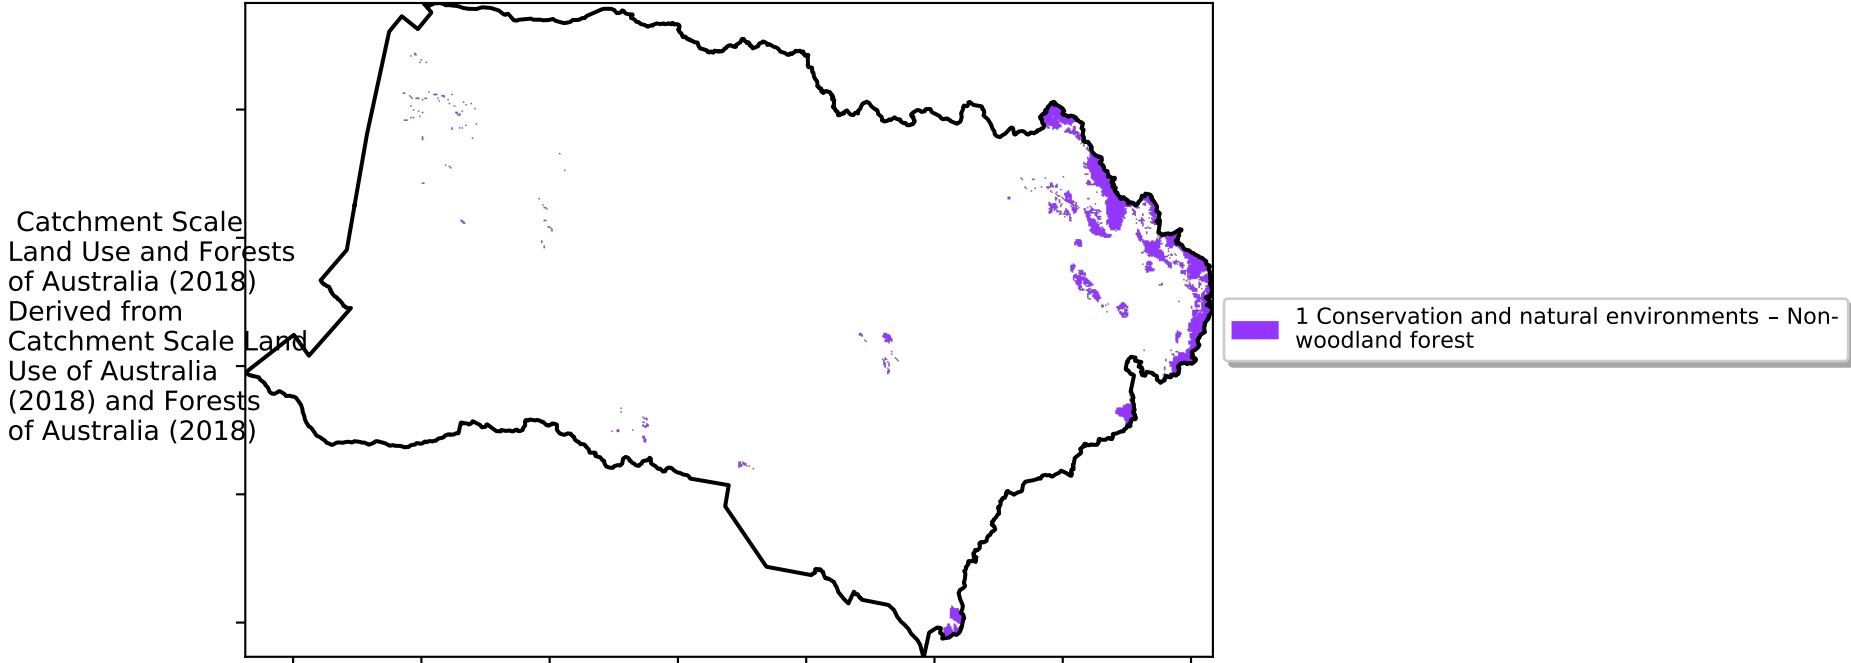 Catchment Scale
Land Use and Forests
of Australia (2018)
Derived from
Catchment Scale Land
Use of Australia
(2018) and Forests
of Australia (2018)
1 Conservation and natural environments – Non-
woodland forest